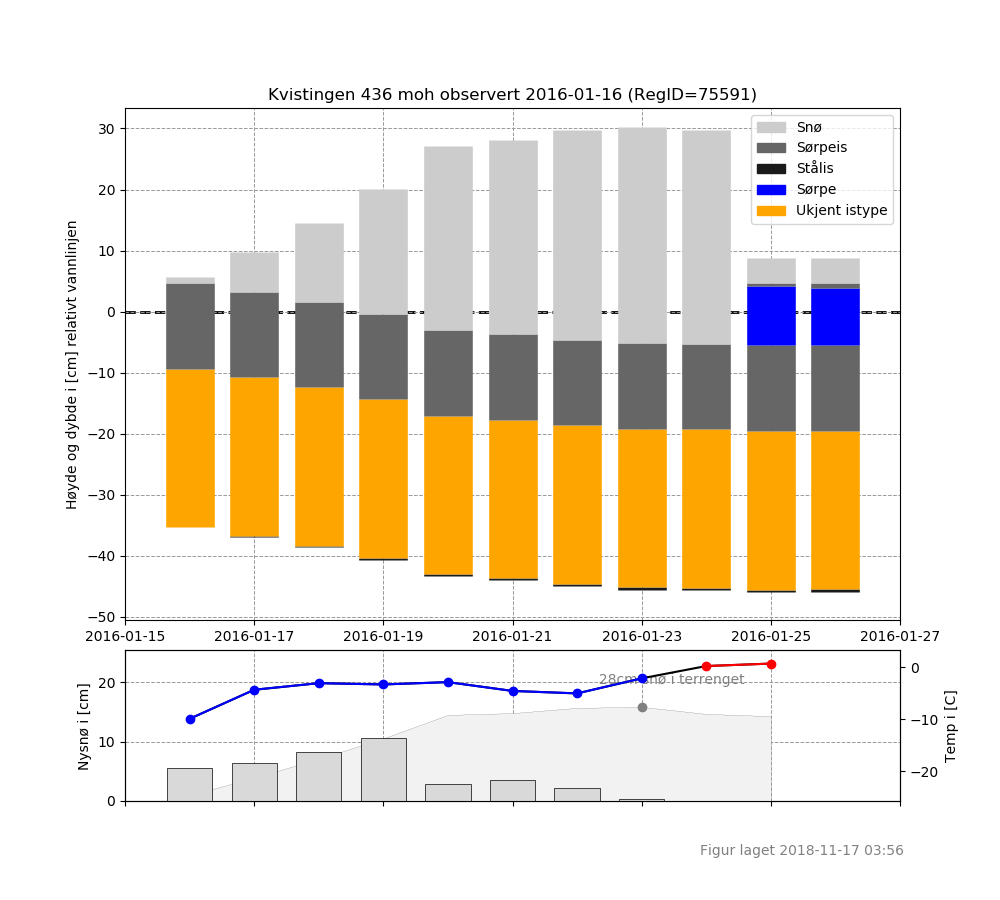 Kvistingen 436 moh observert 2016-01-16 (RegID=75591)
Høyde og dybde i [cm] relativt vannlinjen
30
20
10
0
−10
−20
−30
−40
−50
Snø
Sørpeis
Stålis
Sørpe
Ukjent istype
2016-01-15 2016-01-17 2016-01-19 2016-01-21 2016-01-23 2016-01-25 2016-01-27
Nysnø i [cm]
20
10
0
28cm snø i terrenget
0
−10
−20
Temp i [C]
Figur laget 2018-11-17 03:56